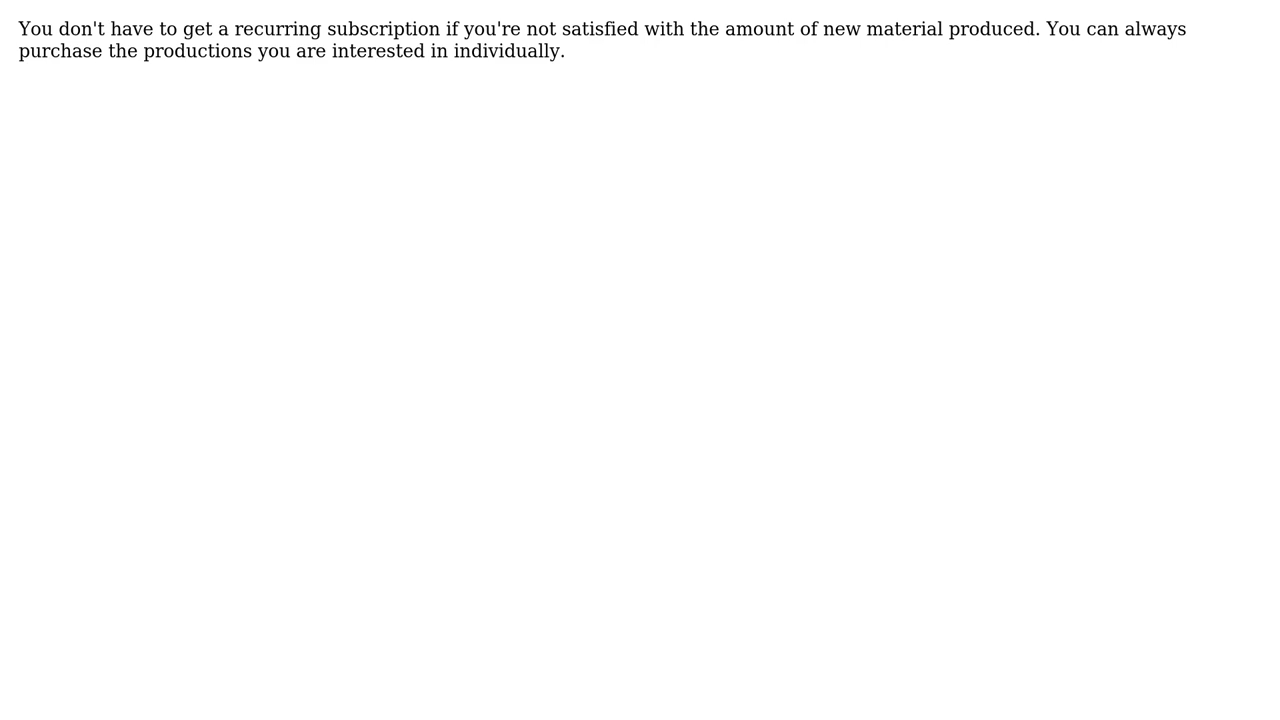 You don't have to get a recurring subscription if you're not satisfied with the amount of new material produced. You can always
purchase the productions you are interested in individually.